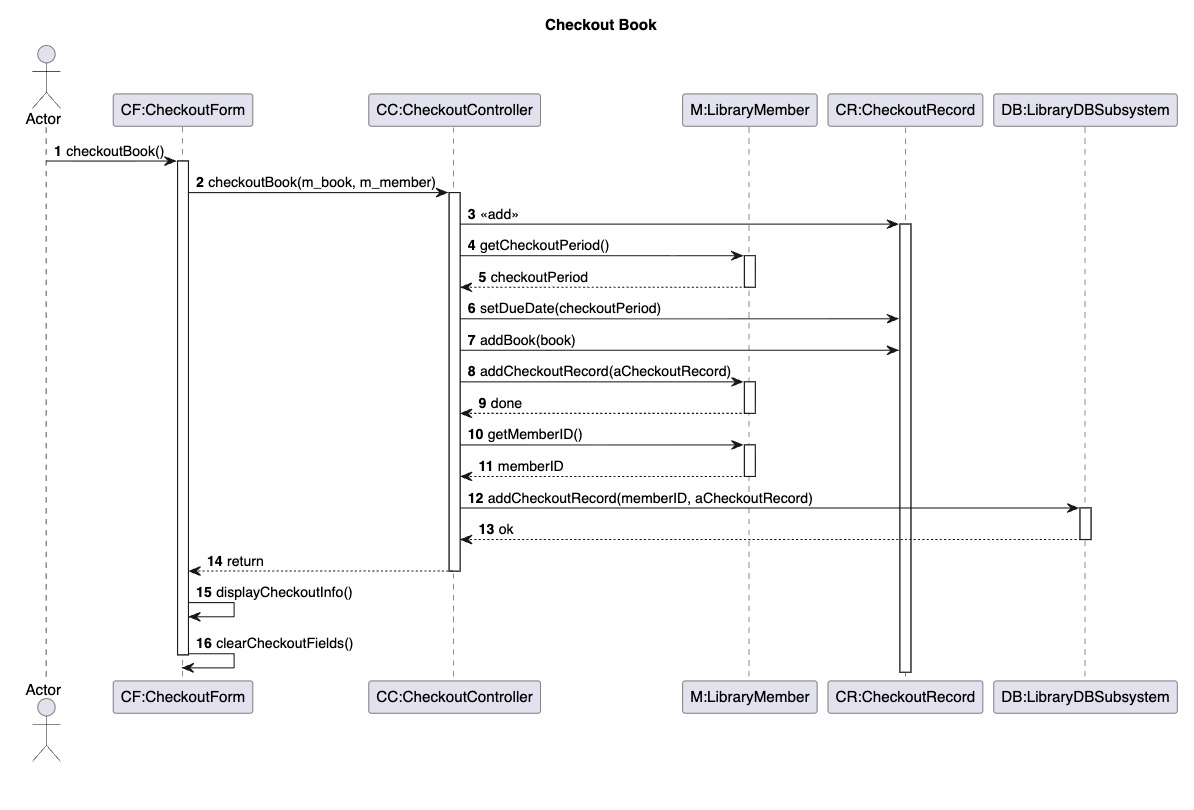 Checkout Book
Actor
CF:CheckoutForm
CC:CheckoutController
M:LibraryMember
CR:CheckoutRecord
DB:LibraryDBSubsystem
1 checkoutBook()
2 checkoutBook(m_book, m_member)
3 «add»
4 getCheckoutPeriod()
5 checkoutPeriod
6 setDueDate(checkoutPeriod)
7 addBook(book)
8 addCheckoutRecord(aCheckoutRecord)
9 done
10 getMemberID()
11 memberID
12 addCheckoutRecord(memberID, aCheckoutRecord)
13 ok
14 return
15 displayCheckoutInfo()
16 clearCheckoutFields()
Actor
CF:CheckoutForm
CC:CheckoutController
M:LibraryMember
CR:CheckoutRecord
DB:LibraryDBSubsystem